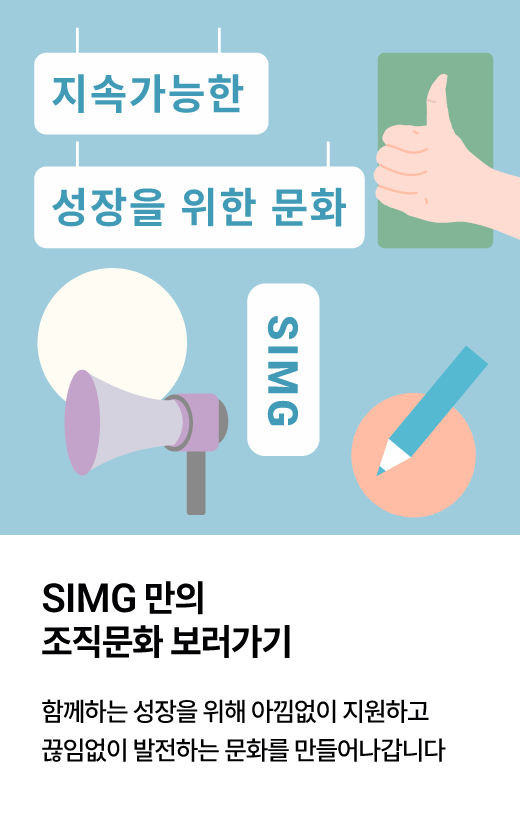 지속가능한
성장을 위한 문화
SIMG
SIMG 만의
조직문화 보러가기
함께하는 성장을 위해 아낌없이 지원하고
끊임없이 발전하는 문화를 만들어나갑니다